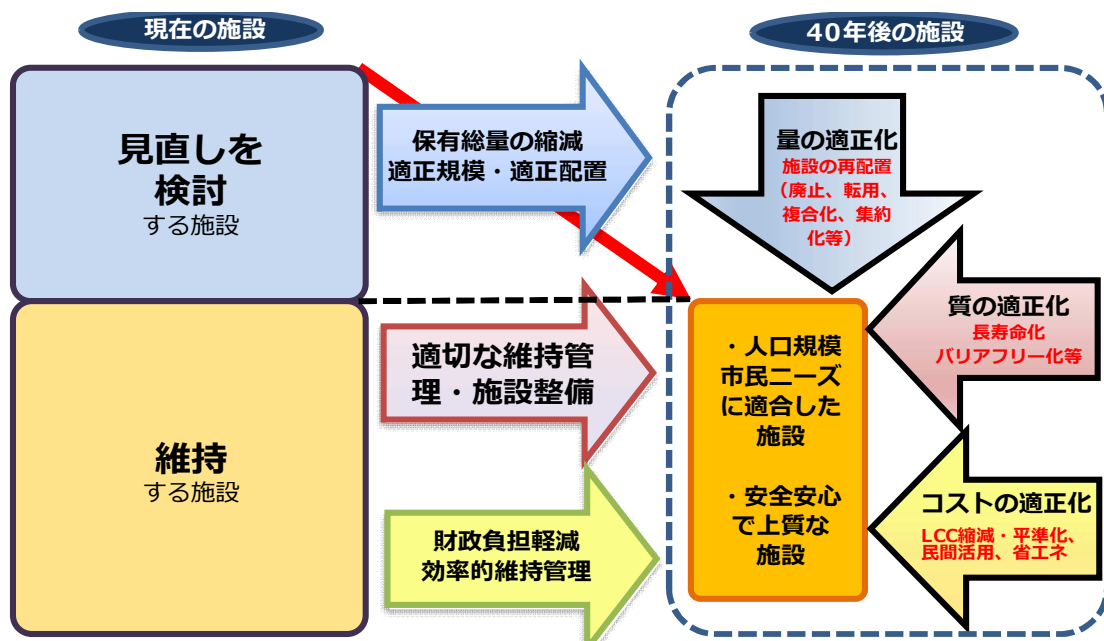 現在の施設
40年後の施設
見直しを
検討
する施設
維持
する施設
保有総量の縮減
適正規模・適正配置
適切な維持管
理・施設整備
財政負担軽減
効率的維持管理
量の適正化
施設の再配置
（廃止、転用、
複合化、集約
化等）
質の適正化
長寿命化
バリアフリー化等
・人口規模
市民ニーズ
に適合した
施設
・安全安心
で上質な
施設
コストの適正化
LCC縮減・平準化、
民間活用、省エネ